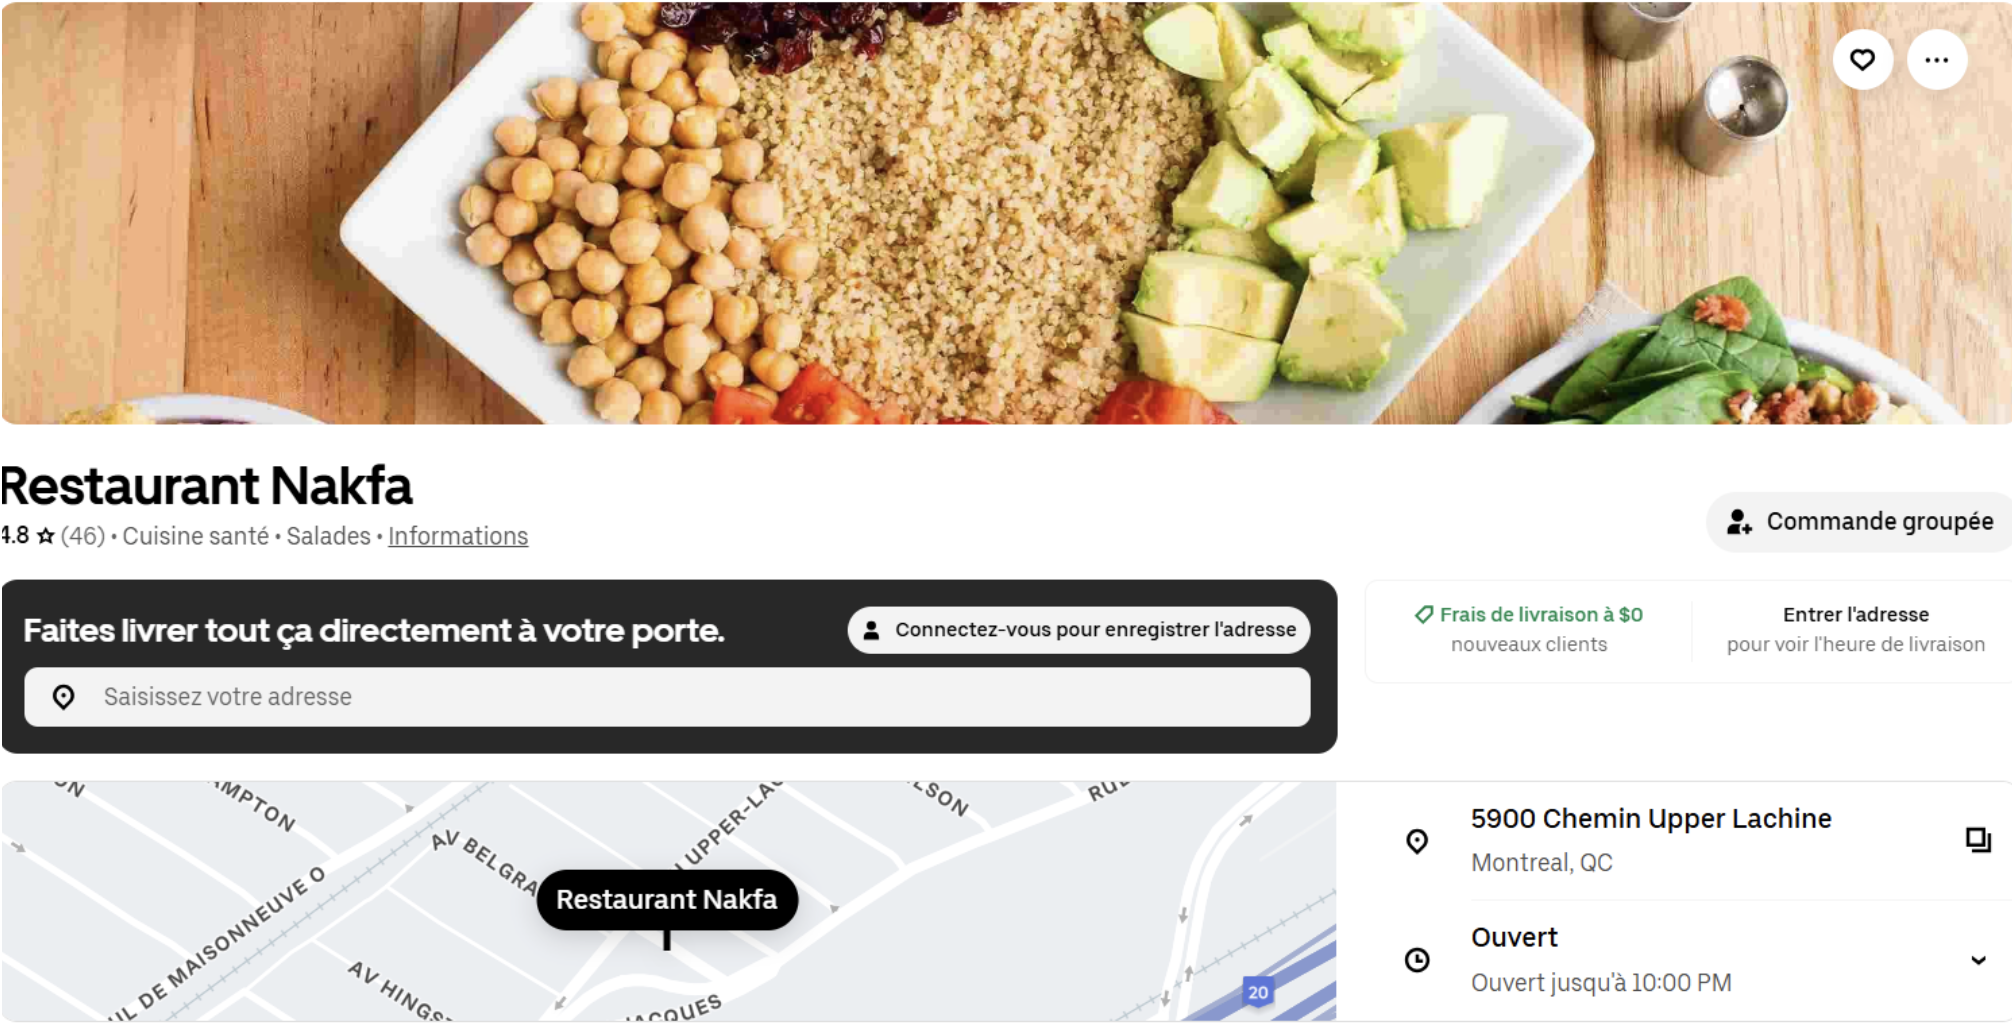 Restaurant Nakfa
4.8 ☆ (46) • Cuisine santé • Salades • Informations
Commande groupée
Faites livrer tout ça directement à votre porte.
Connectez-vous pour enregistrer l'adresse
Saisissez votre adresse
Frais de livraison à $0
nouveaux clients
Entrer l'adresse
pour voir l'heure de livraison
AV BELGRA
UPPER-LAC
LSON
RUE
AMPTON
ON
Restaurant Nakfa
UL DE MAISONNEUVE O
AV HINGS
JACQUES
20
5900 Chemin Upper Lachine
Montreal, QC
Ouvert
Ouvert jusqu'à 10:00 PM